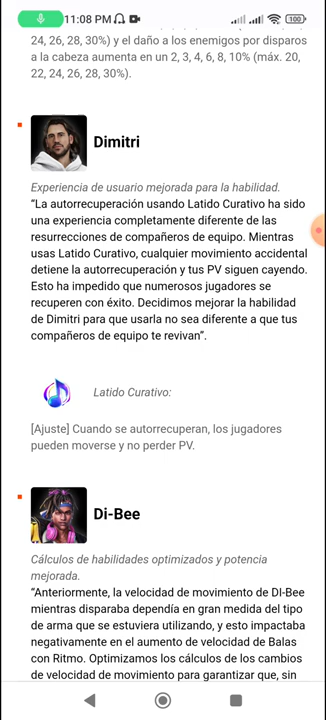 11:08 PM
100
24, 26, 28, 30%) y el daño a los enemigos por disparos
a la cabeza aumenta en un 2, 3, 4, 6, 8, 10% (máx. 20,
22, 24, 26, 28, 30%).
Dimitri
Experiencia de usuario mejorada para la habilidad.
“La autorrecuperación usando Latido Curativo ha sido
una experiencia completamente diferente de las
resurrecciones de compañeros de equipo. Mientras
usas Latido Curativo, cualquier movimiento accidental
detiene la autorrecuperación y tus PV siguen cayendo.
Esto ha impedido que numerosos jugadores se
recuperen con éxito. Decidimos mejorar la habilidad
de Dimitri para que usarla no sea diferente a que tus
compañeros de equipo te revivan”.
Latido Curativo:
[Ajuste] Cuando se autorrecuperan, los jugadores
pueden moverse y no perder PV.
Di-Bee
Cálculos de habilidades optimizados y potencia
mejorada.
“Anteriormente, la velocidad de movimiento de DI-Bee
mientras disparaba dependía en gran medida del tipo
de arma que se estuviera utilizando, y esto impactaba
negativamente en el aumento de velocidad de Balas
con Ritmo. Optimizamos los cálculos de los cambios
de velocidad de movimiento para garantizar que, sin